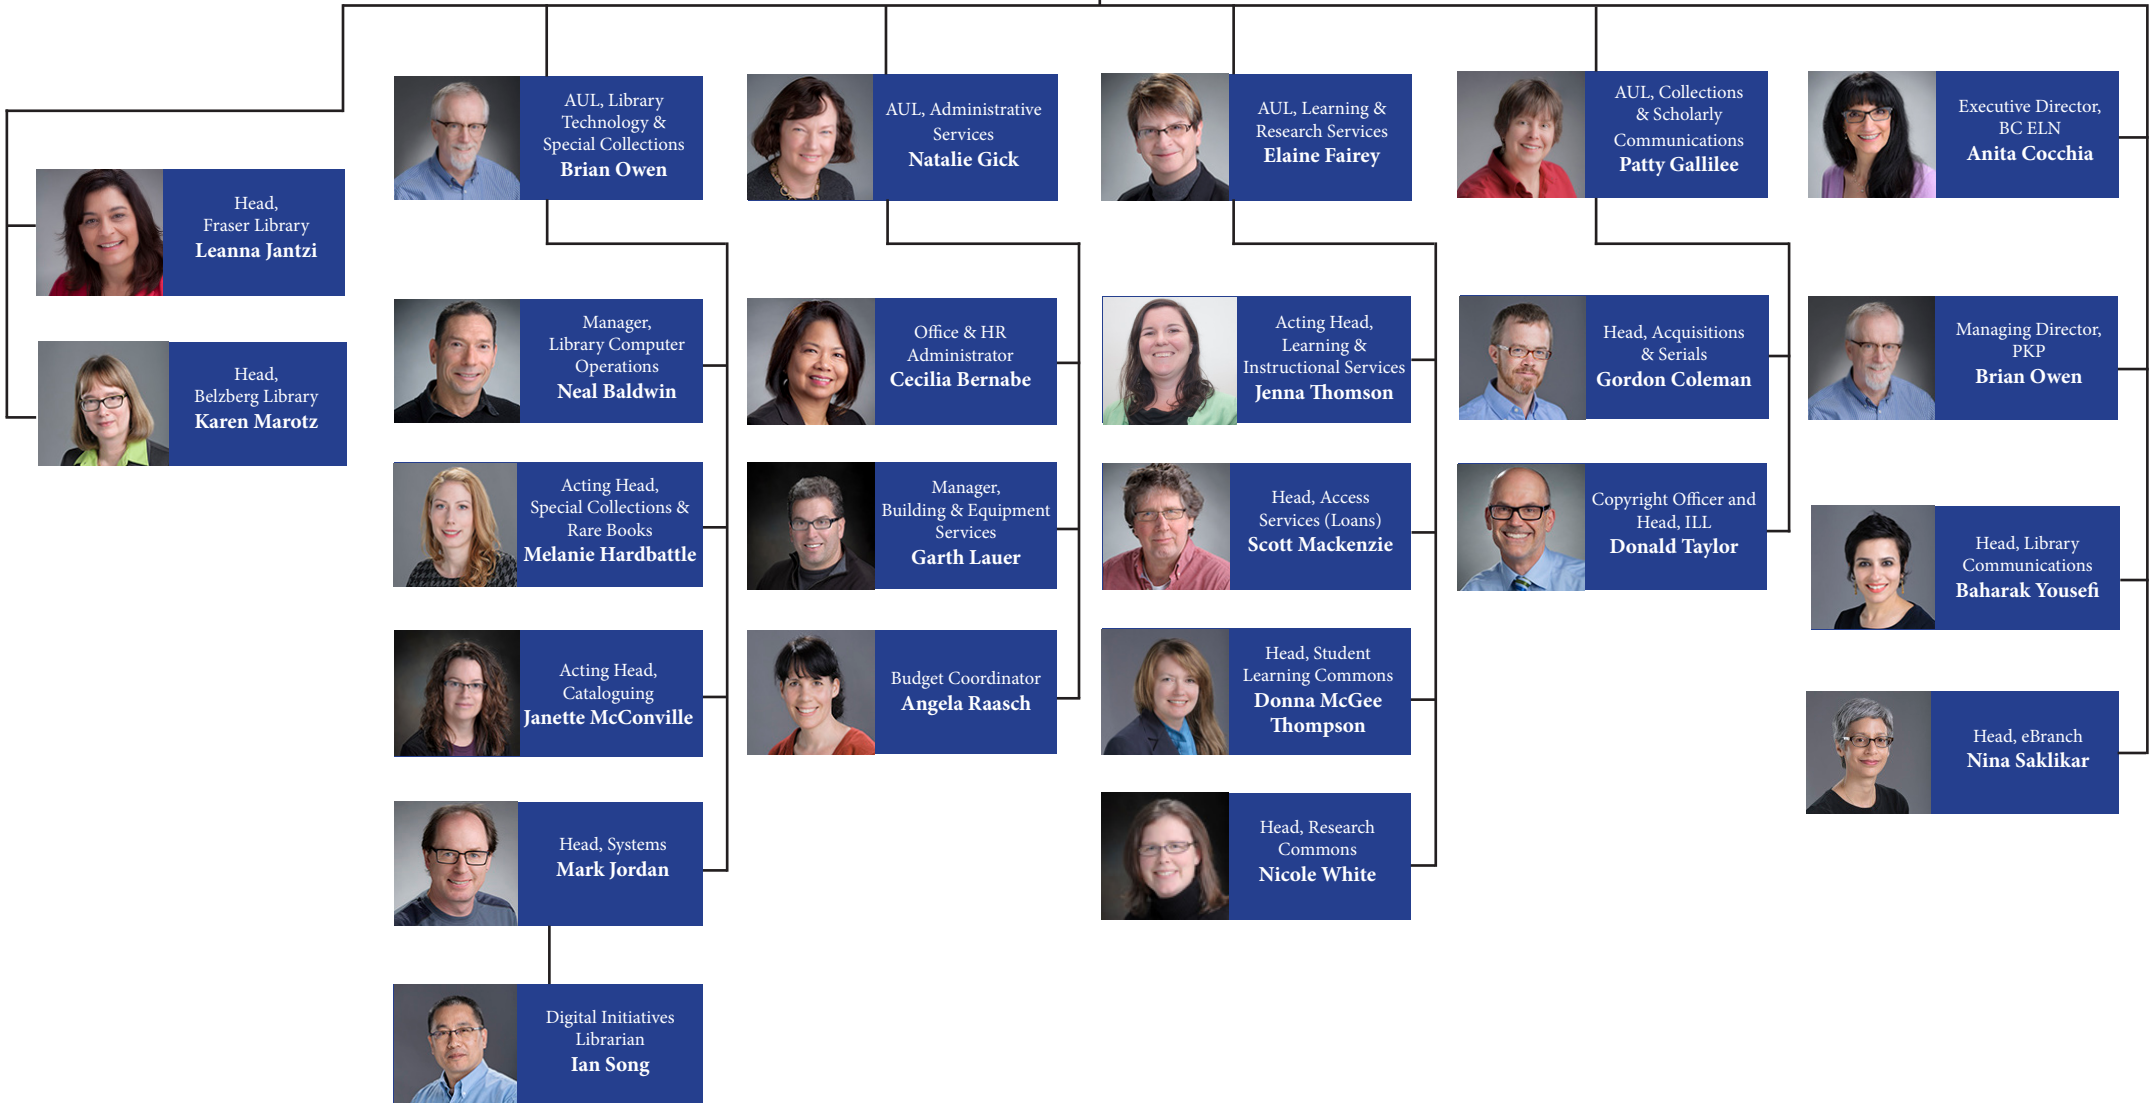 Head,
Fraser Library
Leanna Jantzi
Head,
Belzberg Library
Karen Marotz
AUL, Library
Technology &
Special Collections
Brian Owen
Manager,
Library Computer
Operations
Neal Baldwin
Acting Head,
Special Collections &
Rare Books
Melanie Hardbattle
Acting Head,
Cataloguing
Janette McConville
Head, Systems
Mark Jordan
Digital Initiatives
Librarian
Ian Song
AUL, Administrative
Services
Natalie Gick
Office & HR
Administrator
Cecilia Bernabe
Manager,
Building & Equipment
Services
Garth Lauer
Budget Coordinator
Angela Raasch
AUL, Learning &
Research Services
Elaine Fairey
Acting Head,
Learning &
Instructional Services
Jenna Thomson
Head, Access
Services (Loans)
Scott Mackenzie
Head, Student
Learning Commons
Donna McGee
Thompson
Head, Research
Commons
Nicole White
AUL, Collections
& Scholarly
Communications
Patty Gallilee
Head, Acquisitions
& Serials
Gordon Coleman
Copyright Officer and
Head, ILL
Donald Taylor
Executive Director,
BC ELN
Anita Cocchia
Managing Director,
PKP
Brian Owen
Head, Library
Communications
Baharak Yousefi
Head, eBranch
Nina Saklikar